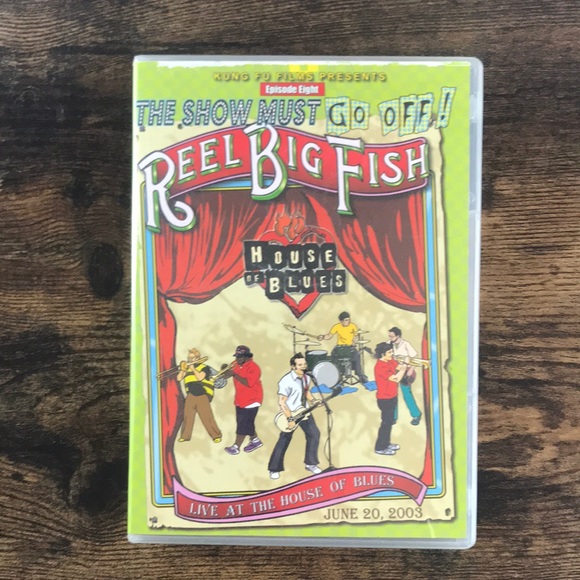 KUNG FU FILMS PRESENTS
Episode Eight
THE SHOW MUST GO OFF!
REEL BIG FISH
HOUSE
OF BLUES
LIVE AT THE HOUSE OF BLUES
JUNE 20, 2003